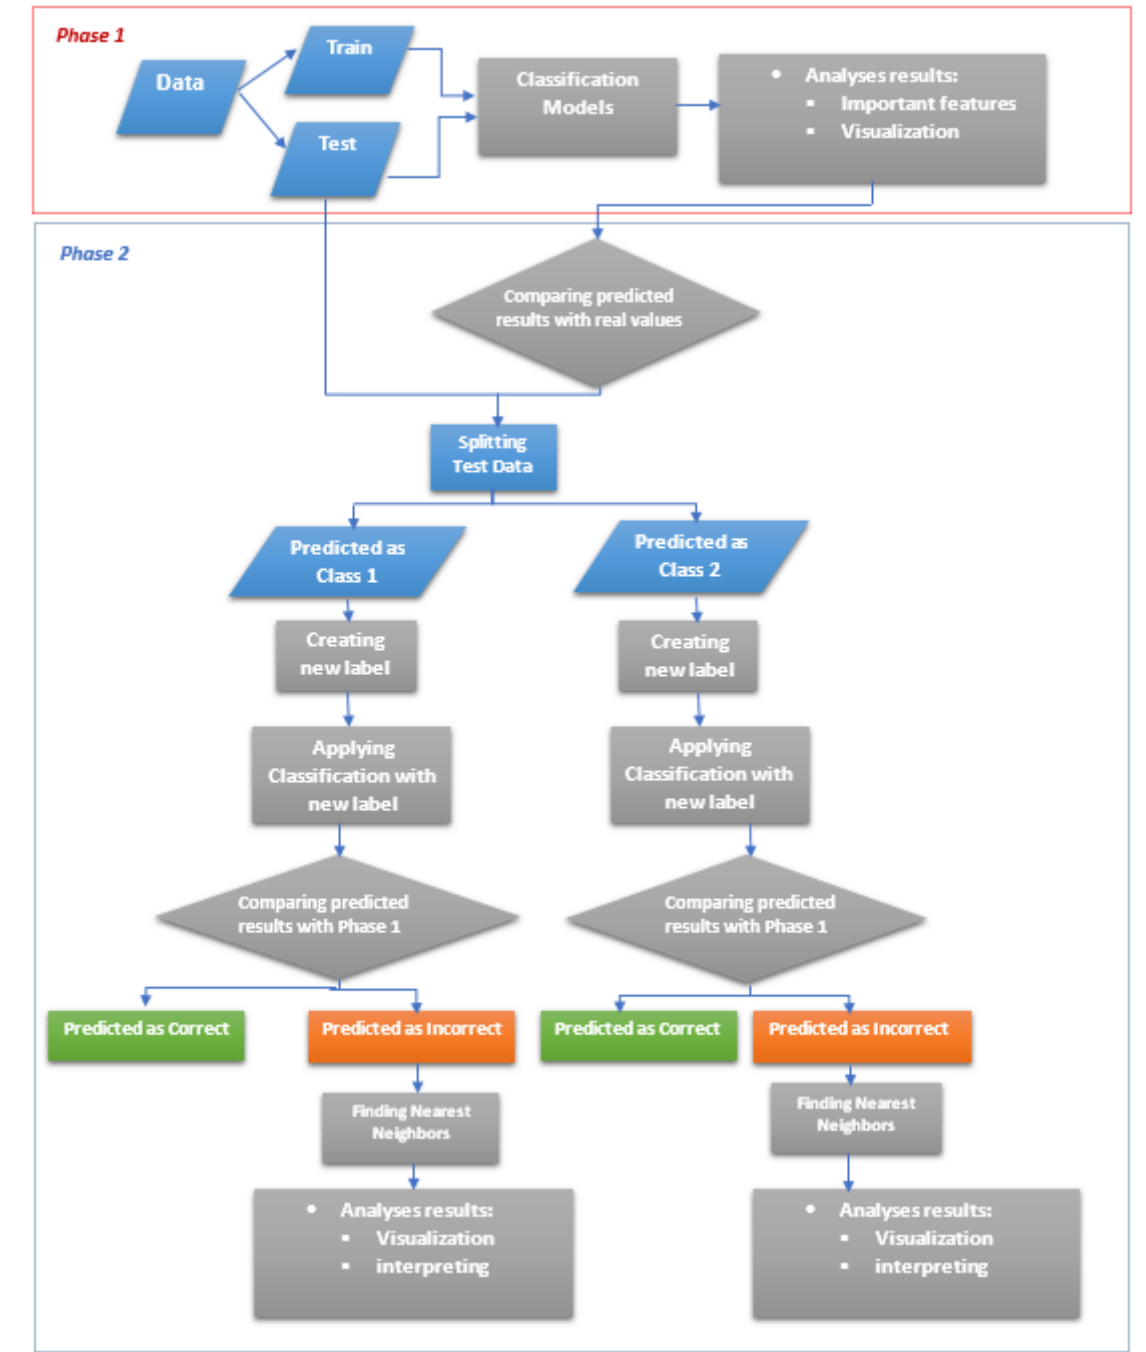 Phase 1
Data
Train
Test
Classification
Models
• Analyses results:
▪ Important features
▪ Visualization
Phase 2
Comparing predicted
results with real values
Splitting
Test Data
Predicted as
Class 1
Predicted as
Class 2
Creating
new label
Creating
new label
Applying
Classification with
new label
Applying
Classification with
new label
Comparing predicted
results with Phase 1
Comparing predicted
results with Phase 1
Predicted as Correct
Predicted as Incorrect
Predicted as Correct
Predicted as Incorrect
Finding Nearest
Neighbors
Finding Nearest
Neighbors
• Analyses results:
▪ Visualization
▪ interpreting
• Analyses results:
▪ Visualization
▪ interpreting